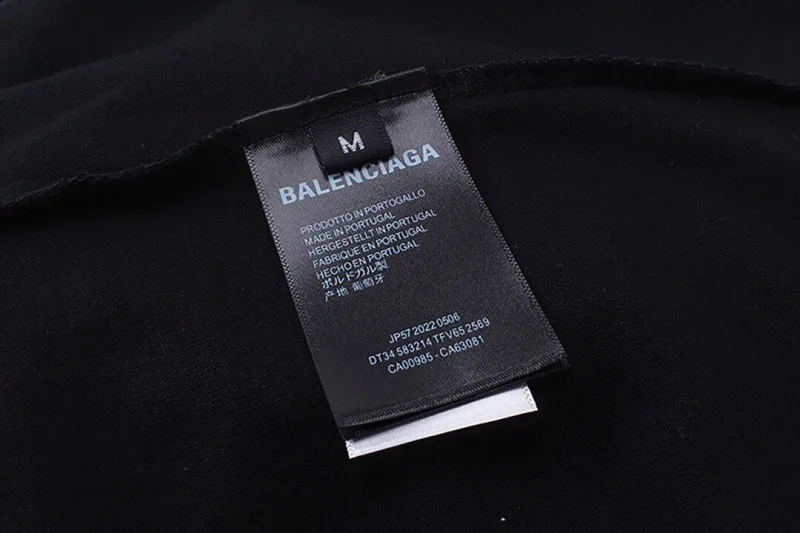 M
BALENCIAGA
PRODOTTO IN PORTOGALLO
MADE IN PORTUGAL
HERGESTELLT IN PORTUGAL
FABRIQUE EN PORTUGAL
HECHO EN PORTUGAL
ポルトガル製
产地:葡萄牙
JP57 2022 0506
DT34 583214 TFV65 2569
CA00985 - CA63081